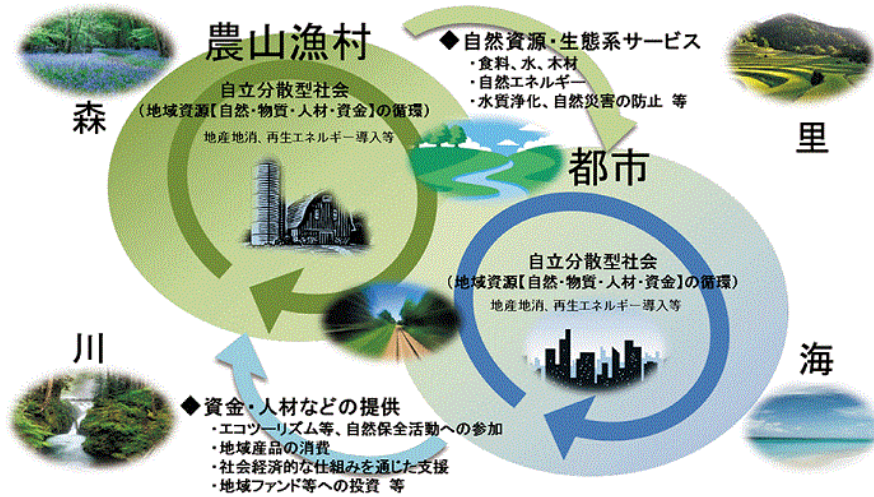 農山漁村
自立分散型社会
（地域資源【自然・物質・人材・資金】の循環）
地産地消、再生エネルギー導入等
森
◆自然資源・生態系サービス
・食料、水、木材
・自然エネルギー
・水質浄化、自然災害の防止 等
里
都市
自立分散型社会
（地域資源【自然・物質・人材・資金】の循環）
地産地消、再生エネルギー導入等
川
◆資金・人材などの提供
・エコツーリズム等、自然保全活動への参加
・地域産品の消費
・社会経済的な仕組みを通じた支援
・地域ファンド等への投資 等
海